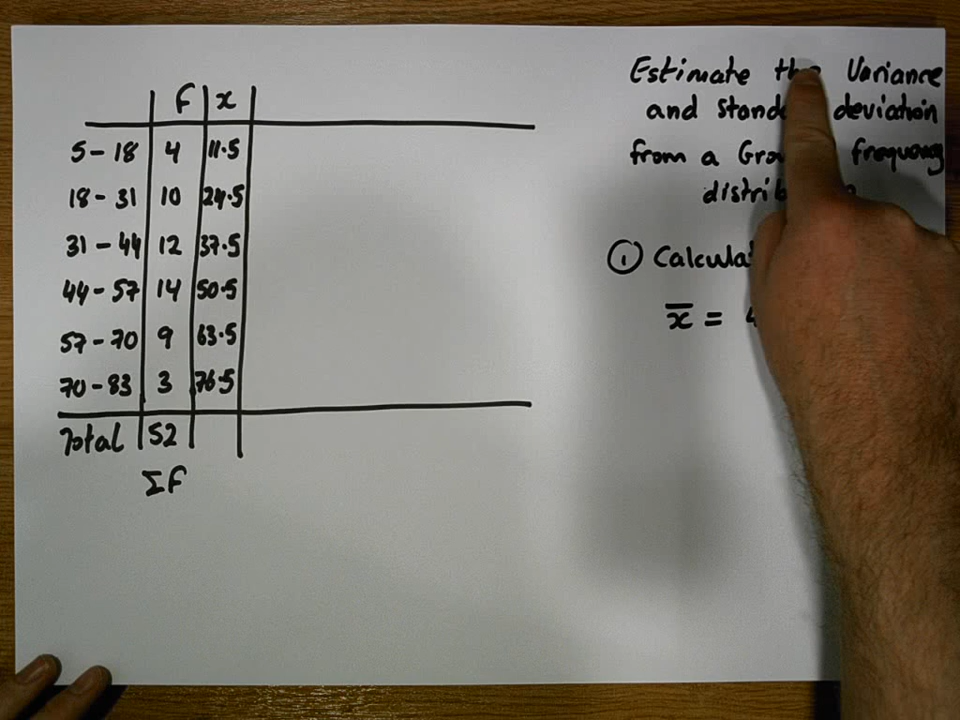 F x
5 - 18 4 11.5
18 - 31 10 24.5
31 - 44 12 37.5
44 - 57 14 50.5
57 - 70 9 63.5
70 - 83 3 76.5
Total 52
ΣF
Estimate Variance
and deviation
from a frequency
① 
x̄ =